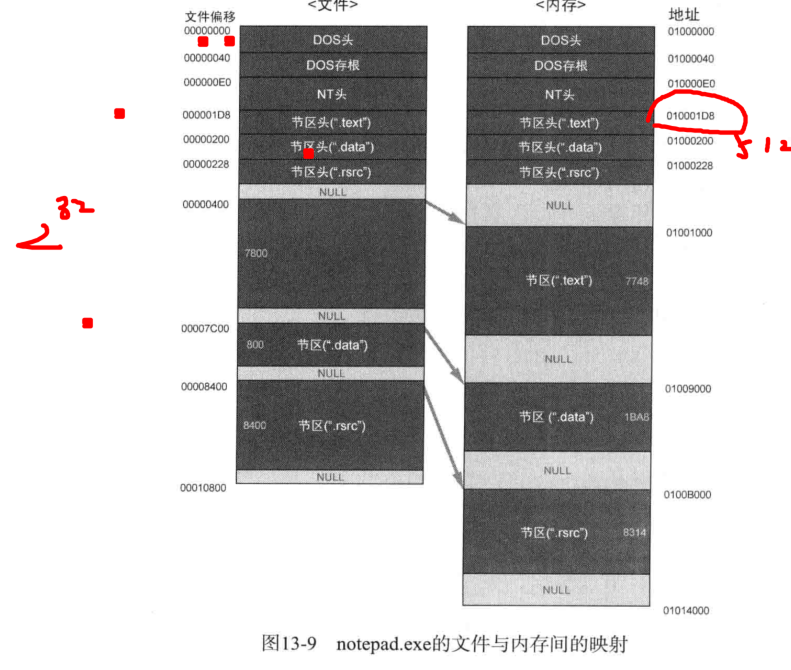 <文件>
<内存>
文件偏移
地址
00000000
DOS头
DOS头
01000000
00000040
DOS存根
DOS存根
01000040
000000E0
NT头
NT头
010000E0
000001D8
节区头(“.text”)
节区头(“.text”)
010001D8
00000200
节区头(“.data”)
节区头(“.data”)
01000200
512
00000228
节区头(“.rsrc”)
节区头(“.rsrc”)
01000228
NULL
NULL
00000400
32
01001000
7800
节区(“.text”)
7748
NULL
00007C00
800
节区(“.data”)
NULL
NULL
00008400
01009000
8400
节区(“.rsrc”)
节区 (“.data”)
1BA8
NULL
NULL
00010800
0100B000
节区(“.rsrc”)
8314
NULL
01014000
图13-9 notepad.exe的文件与内存间的映射